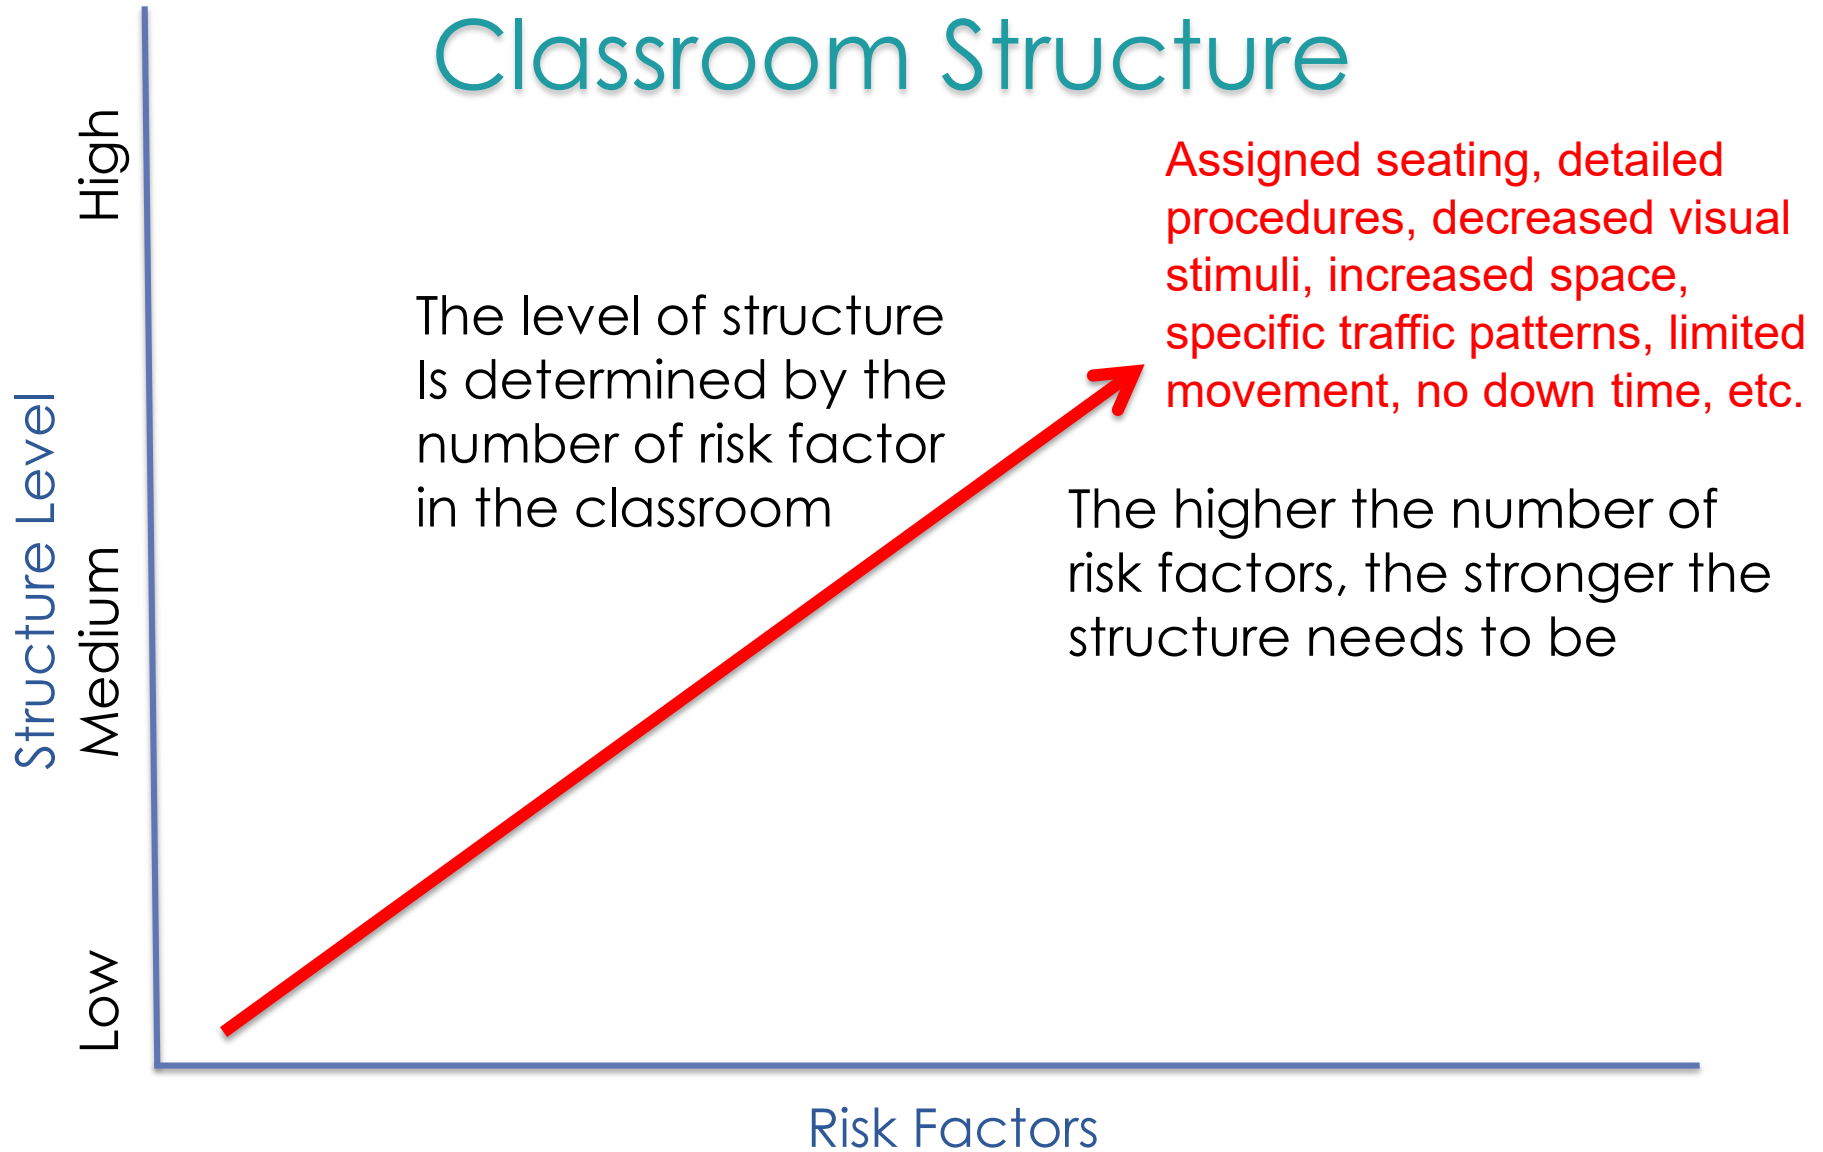 Classroom Structure
High
Medium
Low
Structure Level
The level of structure
Is determined by the
number of risk factor
in the classroom
Assigned seating, detailed
procedures, decreased visual
stimuli, increased space,
specific traffic patterns, limited
movement, no down time, etc.
The higher the number of
risk factors, the stronger the
structure needs to be
Risk Factors